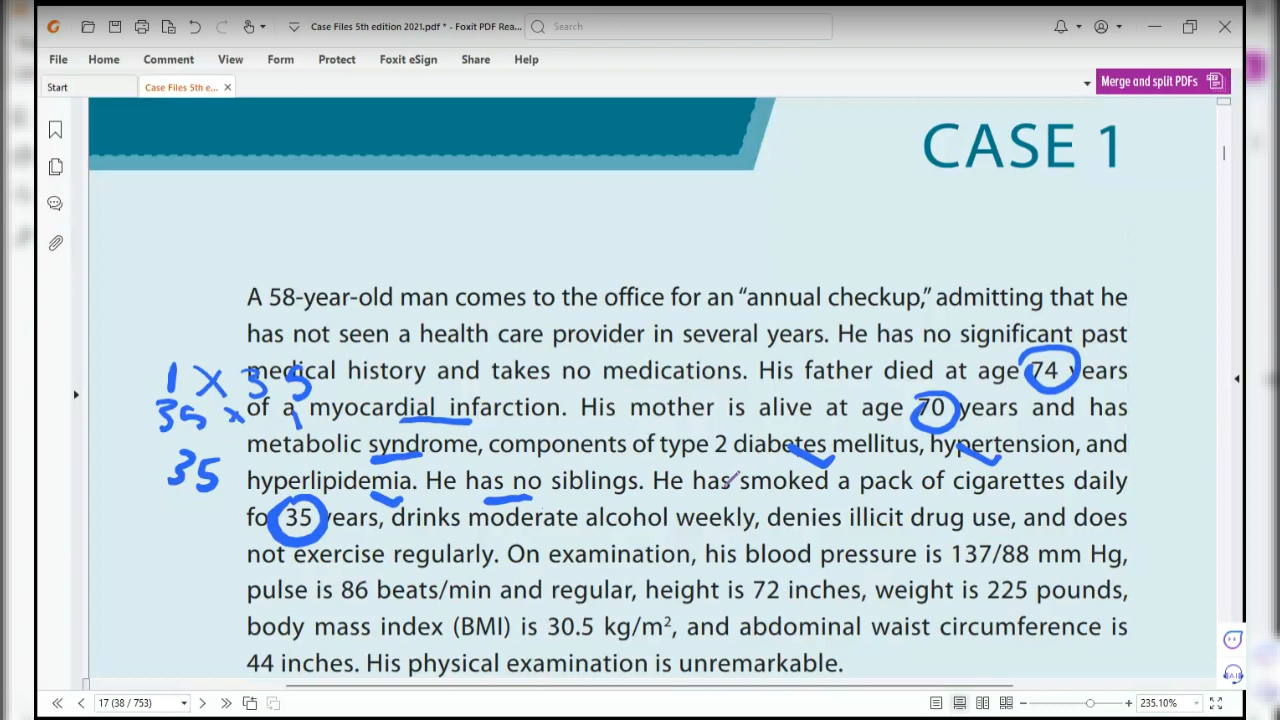 Case Files 5th edition 2021.pdf * - Foxit PDF Rea...
Search
File Home Comment View Form Protect Foxit eSign Share Help
Start
Case Files 5th e...
Merge and split PDFs
CASE 1
A 58-year-old man comes to the office for an “annual checkup,” admitting that he
has not seen a health care provider in several years. He has no significant past
medical history and takes no medications. His father died at age 74 years
1 x 35
of a myocardial infarction. His mother is alive at age 70 years and has
35 x 1
metabolic syndrome, components of type 2 diabetes mellitus, hypertension, and
hyperlipidemia. He has no siblings. He has smoked a pack of cigarettes daily
35
for 35 years, drinks moderate alcohol weekly, denies illicit drug use, and does
not exercise regularly. On examination, his blood pressure is 137/88 mm Hg,
pulse is 86 beats/min and regular, height is 72 inches, weight is 225 pounds,
body mass index (BMI) is 30.5 kg/m², and abdominal waist circumference is
44 inches. His physical examination is unremarkable.
17 (38 / 753)
235.10%